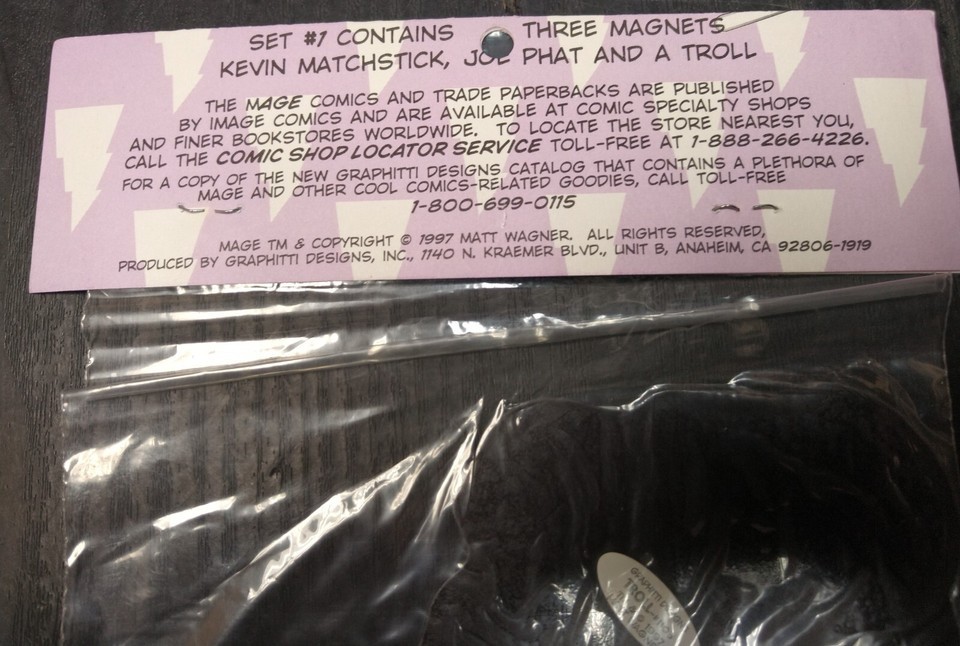 SET #1 CONTAINS THREE MAGNETS
KEVIN MATCHSTICK, JOE PHAT AND A TROLL
THE MAGE COMICS AND TRADE PAPERBACKS ARE PUBLISHED
BY IMAGE COMICS AND ARE AVAILABLE AT COMIC SPECIALTY SHOPS
AND FINER BOOKSTORES WORLDWIDE. TO LOCATE THE STORE NEAREST YOU,
CALL THE COMIC SHOP LOCATOR SERVICE TOLL-FREE AT 1-888-266-4226.
FOR A COPY OF THE NEW GRAPHITTI DESIGNS CATALOG THAT CONTAINS A PLETHORA OF
MAGE AND OTHER COOL COMICS-RELATED GOODIES, CALL TOLL-FREE
1-800-699-0115
MAGE TM & COPYRIGHT © 1997 MATT WAGNER. ALL RIGHTS RESERVED,
PRODUCED BY GRAPHITTI DESIGNS, INC., 1140 N. KRAEMER BLVD., UNIT B, ANAHEIM, CA 92806-1919
TROLL